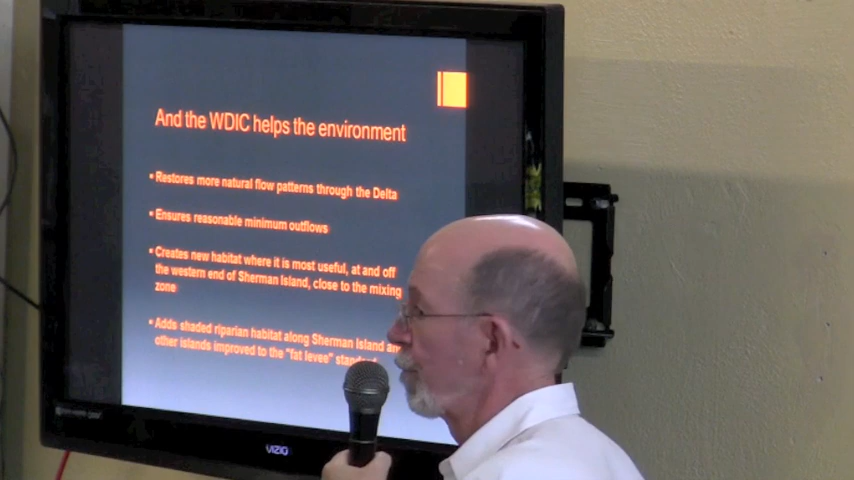 And the WDIC helps the environment
▪ Restores more natural flow patterns through the Delta
▪ Ensures reasonable minimum outflows
▪ Creates new habitat where it is most useful, at and off
the western end of Sherman Island, close to the mixing
zone
▪ Adds shaded riparian habitat along Sherman Island
other islands improved to the "fat levee"
VIZIO